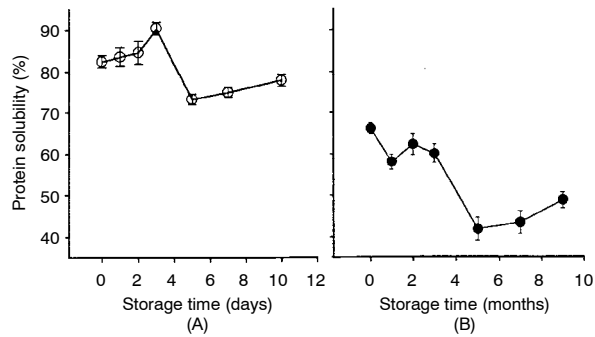 90
80
70
60
50
40
Protein solubility (%)
0 2 4 6 8 10 12
Storage time (days)
(A)
0 2 4 6 8 10
Storage time (months)
(B)